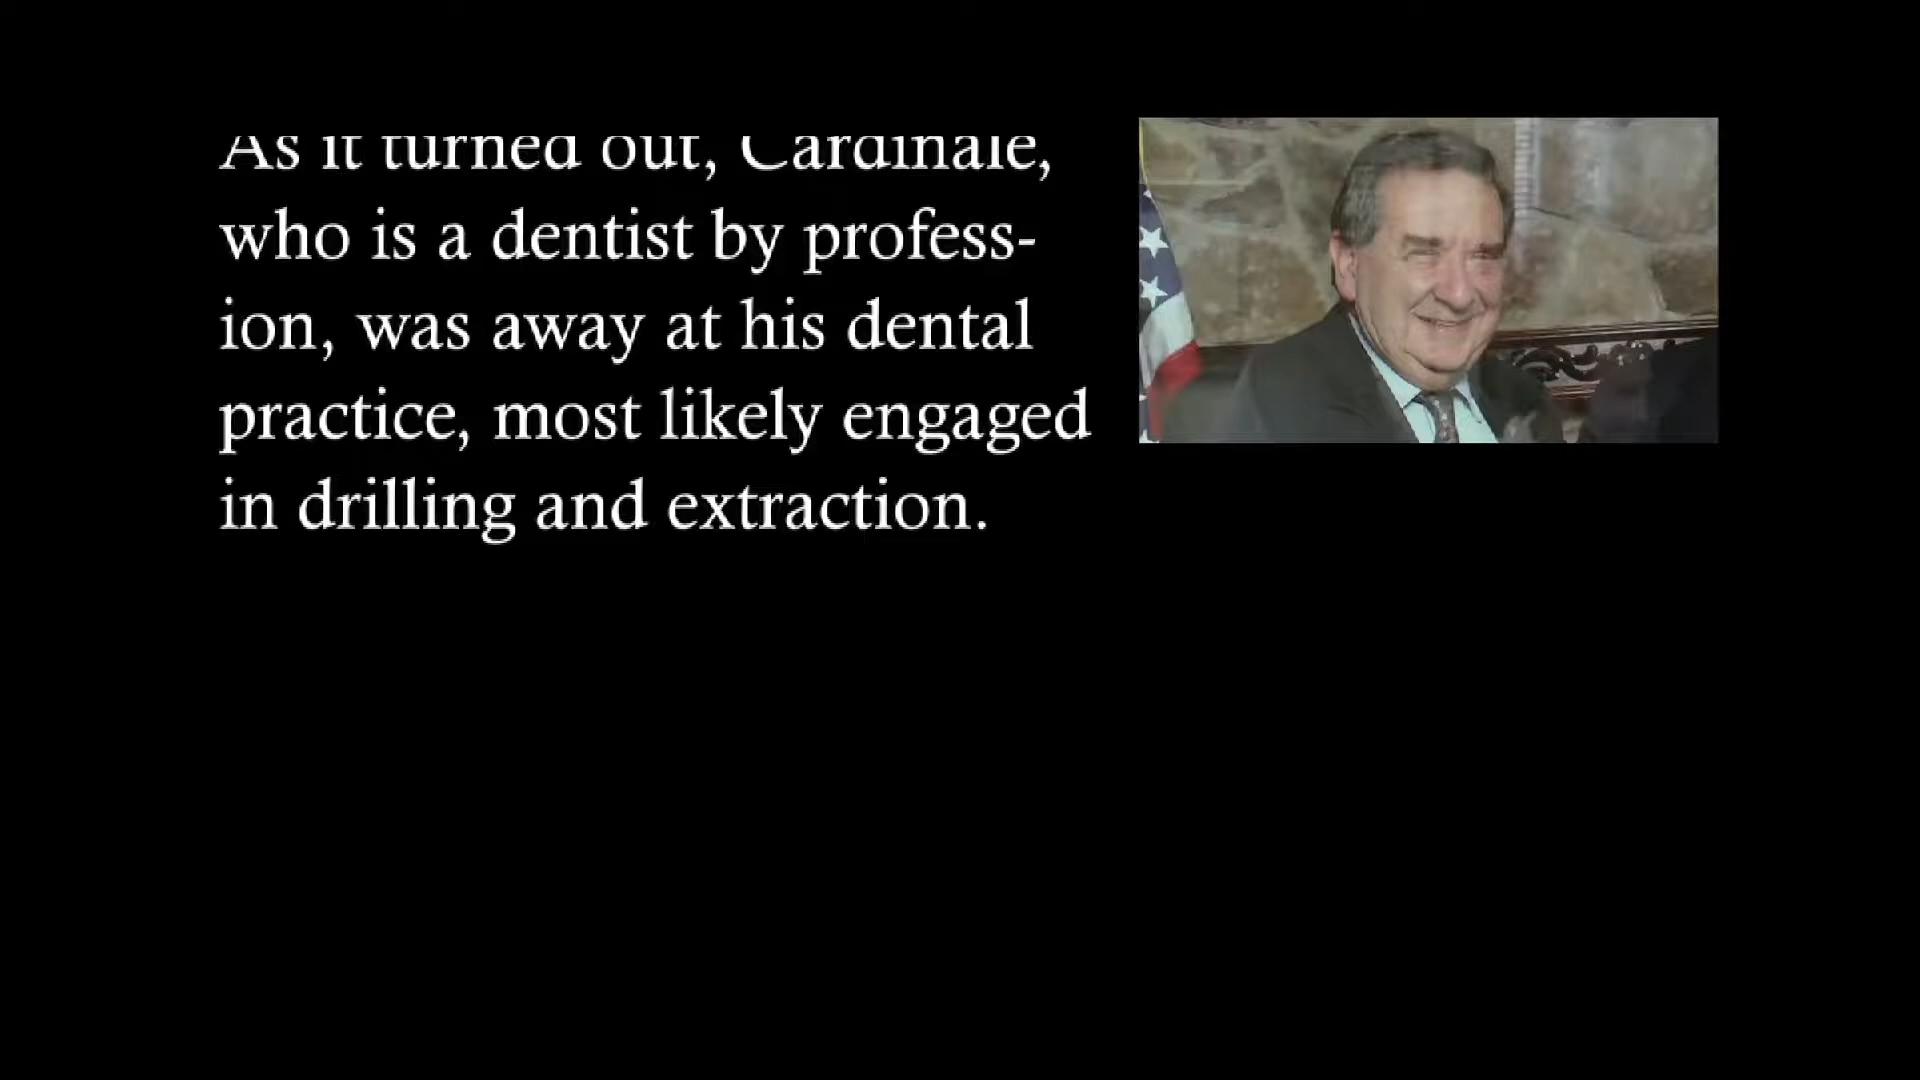 As it turned out, Cardinale,
who is a dentist by profess-
ion, was away at his dental
practice, most likely engaged
in drilling and extraction.